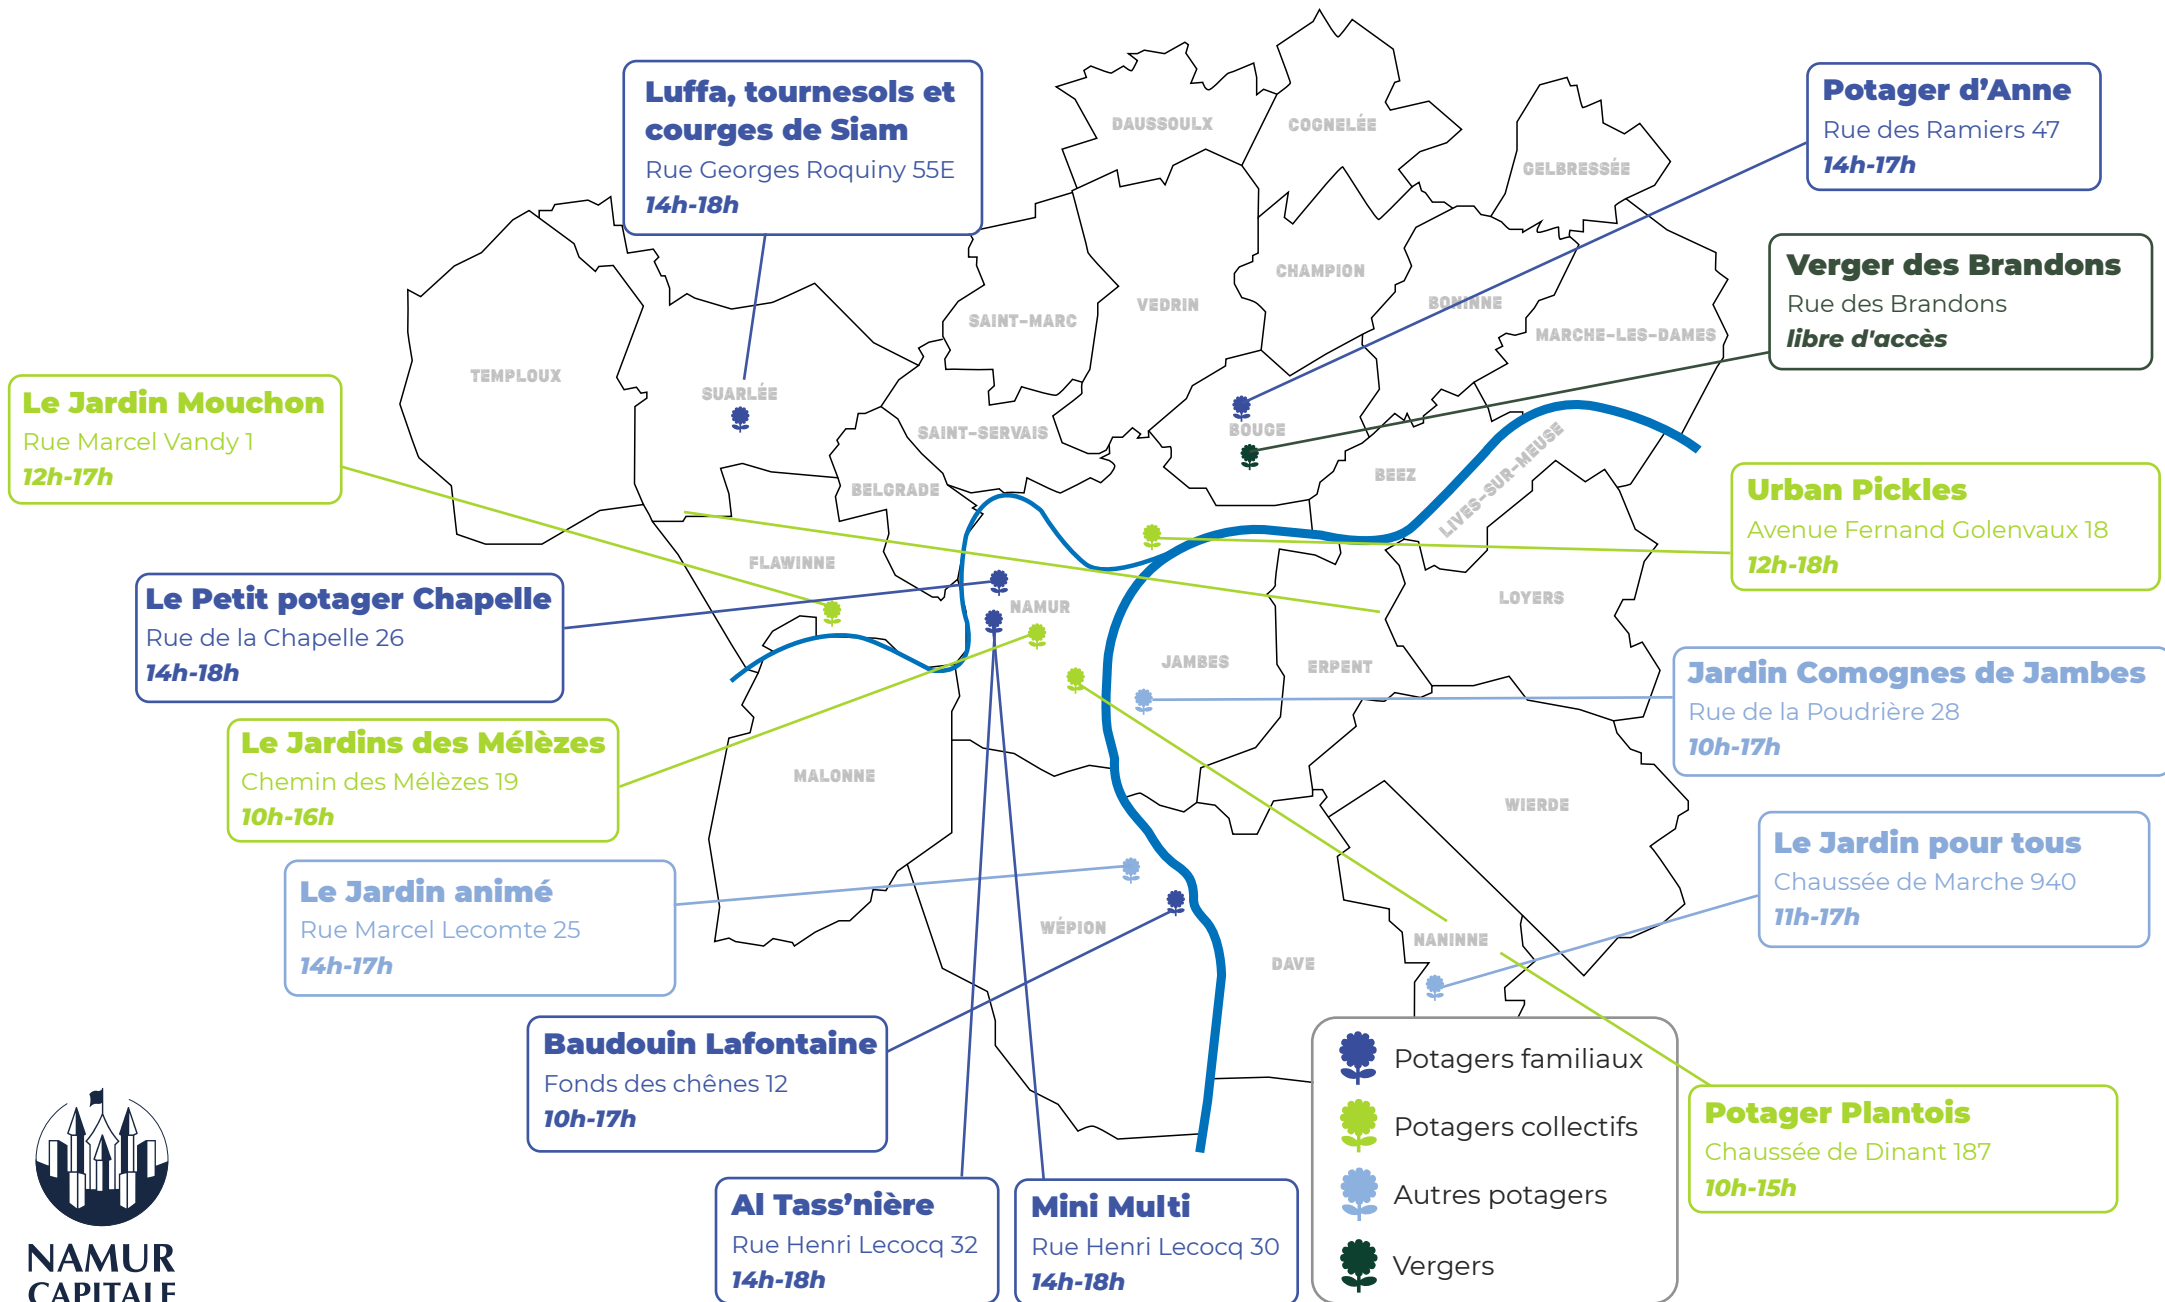 Luffa, tournesols et
courges de Siam
Rue Georges Roquiny 55E
14h-18h
Potager d’Anne
Rue des Ramiers 47
14h-17h
Verger des Brandons
Rue des Brandons
libre d'accès
Le Jardin Mouchon
Rue Marcel Vandy 1
12h-17h
Urban Pickles
Avenue Fernand Golenvaux 18
12h-18h
Le Petit potager Chapelle
Rue de la Chapelle 26
14h-18h
Jardin Comognes de Jambes
Rue de la Poudrière 28
10h-17h
Le Jardins des Mélèzes
Chemin des Mélèzes 19
10h-16h
Le Jardin pour tous
Chaussée de Marche 940
11h-17h
Le Jardin animé
Rue Marcel Lecomte 25
14h-17h
Baudouin Lafontaine
Fonds des chênes 12
10h-17h
Potager Plantois
Chaussée de Dinant 187
10h-15h
Al Tass’nière
Rue Henri Lecocq 32
14h-18h
Mini Multi
Rue Henri Lecocq 30
14h-18h
DAUSSOULX
COGNELÉE
GELBRESSÉE
CHAMPION
VEDRIN
SAINT-MARC
BONINNE
MARCHE-LES-DAMES
TEMPLOUX
SUARLÉE
SAINT-SERVAIS
BOUGE
BEEZ
LIVES-SUR-MEUSE
BELGRADE
FLAWINNE
NAMUR
LOYERS
JAMBES
ERPENT
MALONNE
WIERDE
WÉPION
NANINNE
DAVE
Potagers familiaux
Potagers collectifs
Autres potagers
Vergers
NAMUR
CAPITALE